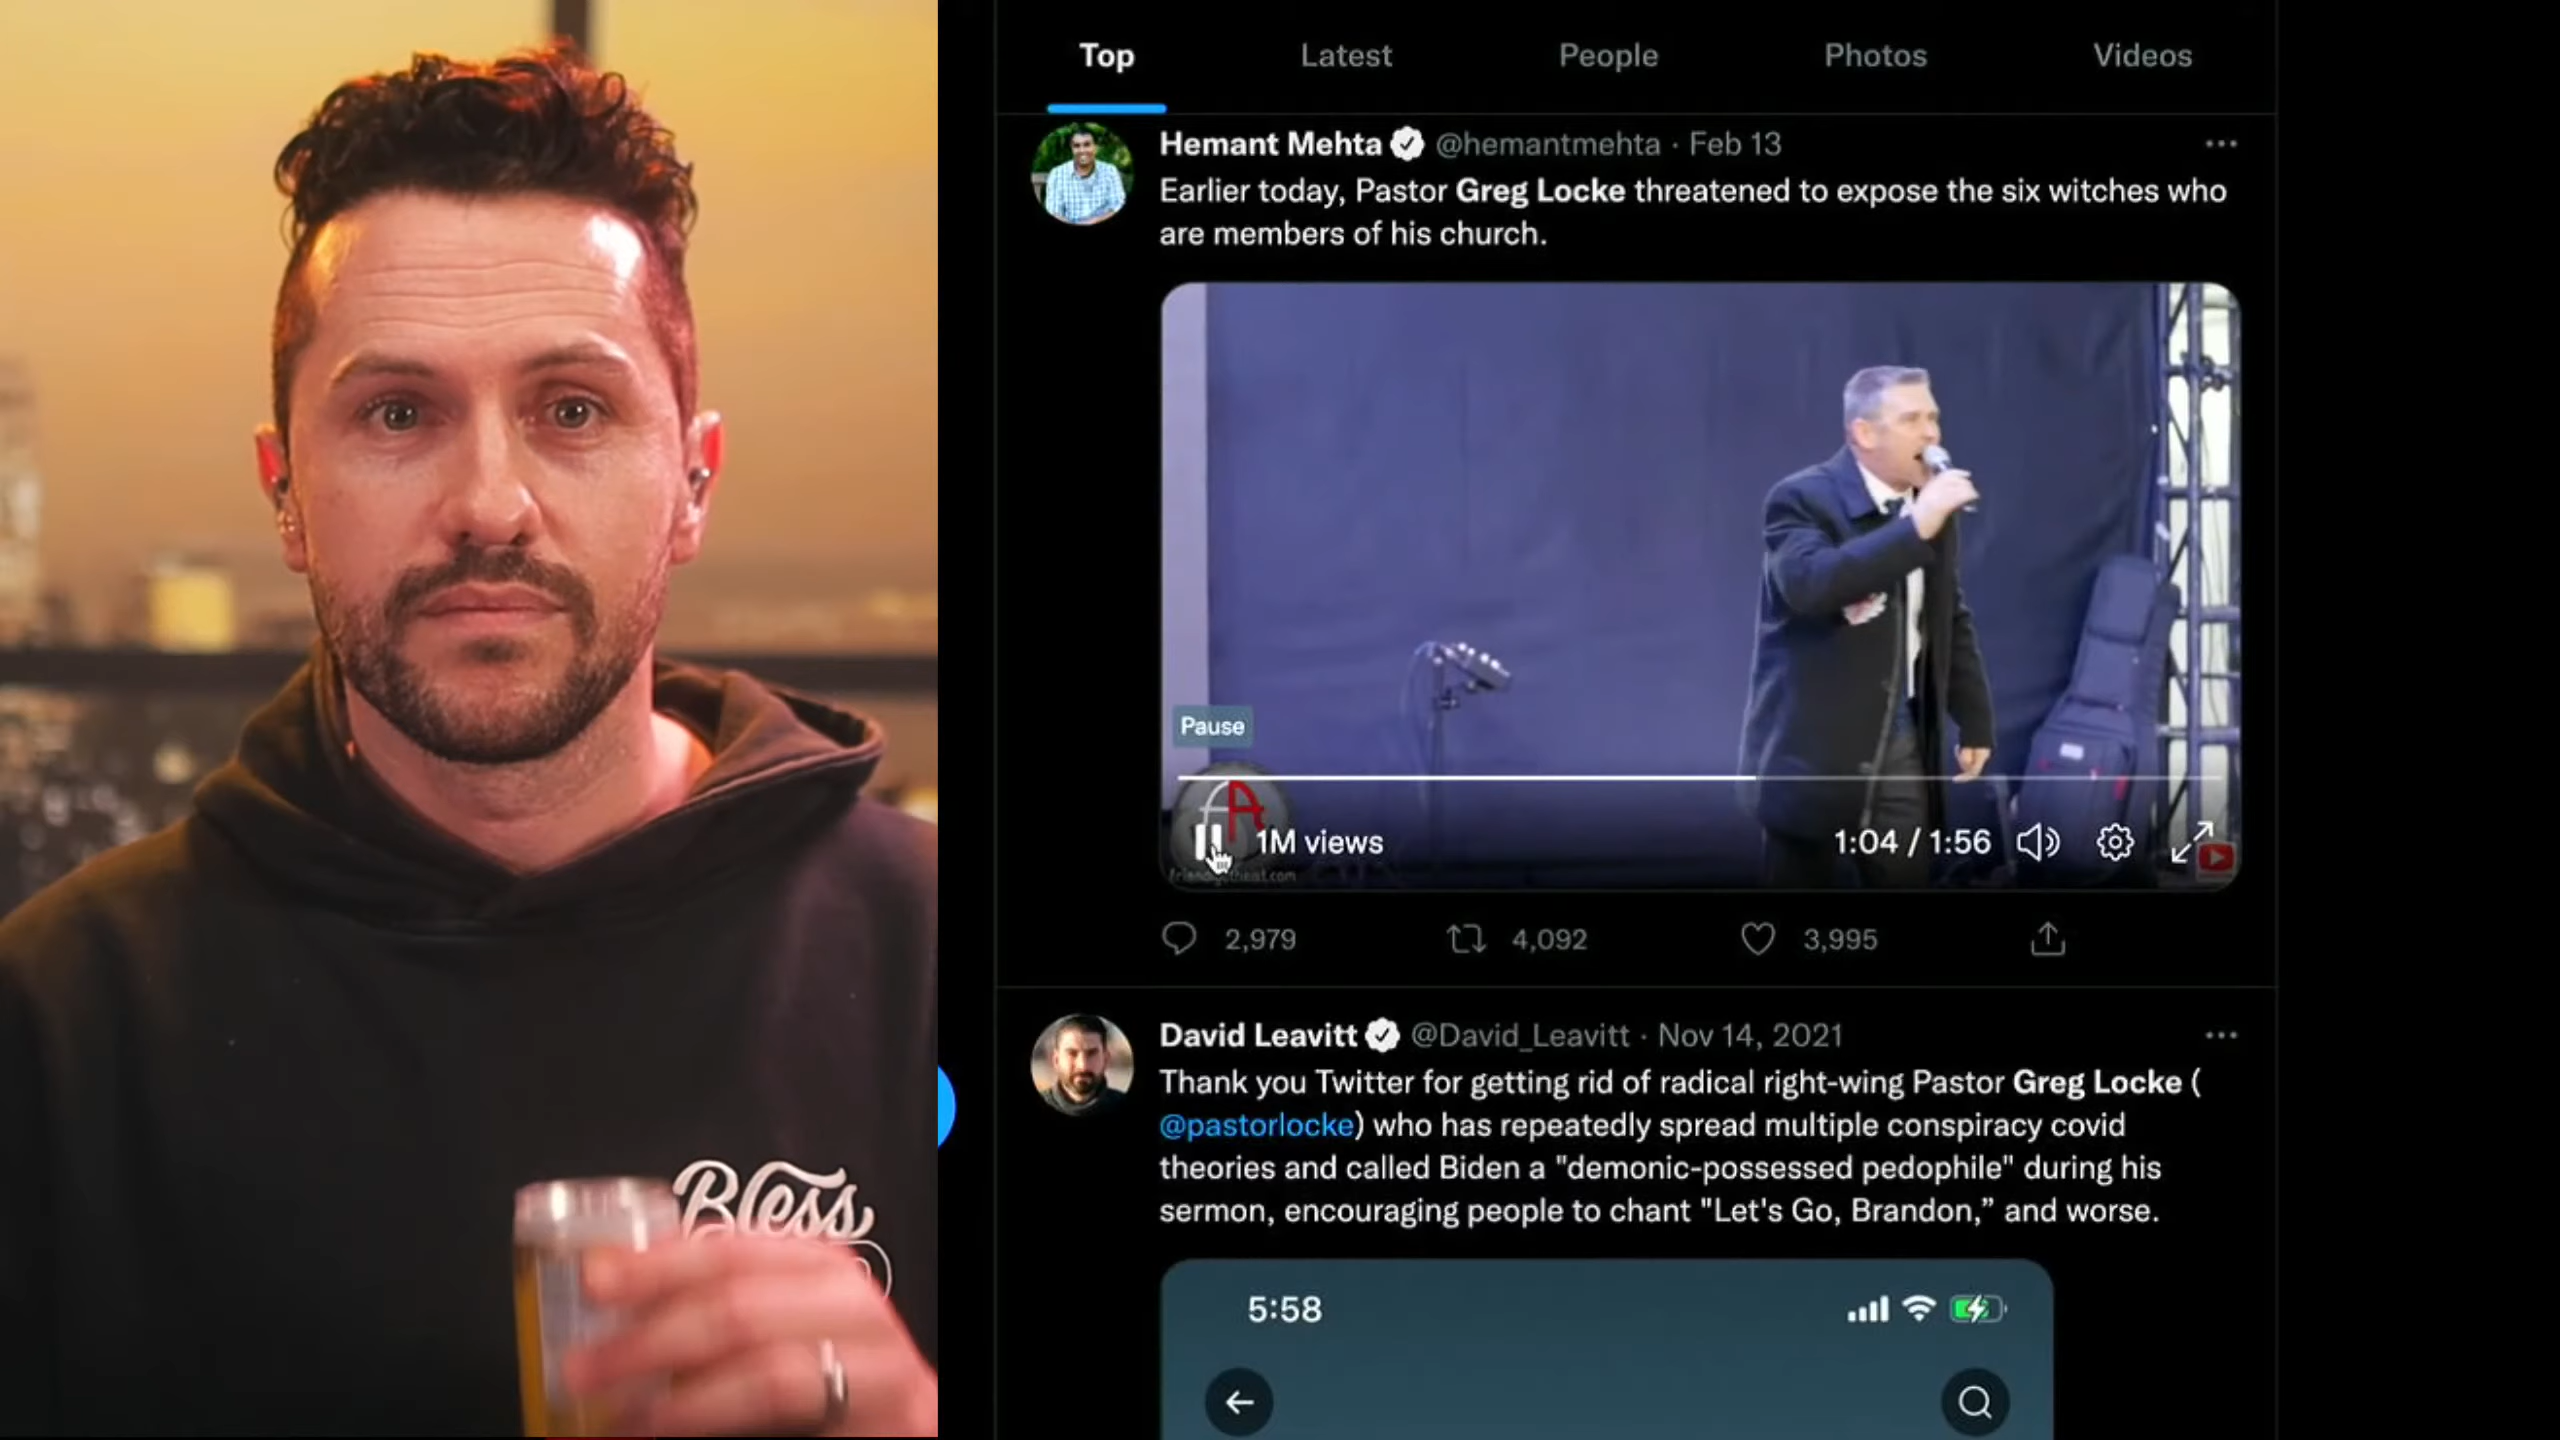 Top Latest People Photos Videos
Hemant Mehta @hemantmehta · Feb 13
Earlier today, Pastor Greg Locke threatened to expose the six witches who
are members of his church.
Pause
1M views 1:04 / 1:56
friendlyatheist.com
2,979 4,092 3,995
David Leavitt @David_Leavitt · Nov 14, 2021
Thank you Twitter for getting rid of radical right-wing Pastor Greg Locke (
@pastorlocke) who has repeatedly spread multiple conspiracy covid
theories and called Biden a "demonic-possessed pedophile" during his
sermon, encouraging people to chant "Let's Go, Brandon,” and worse.
Bless
5:58